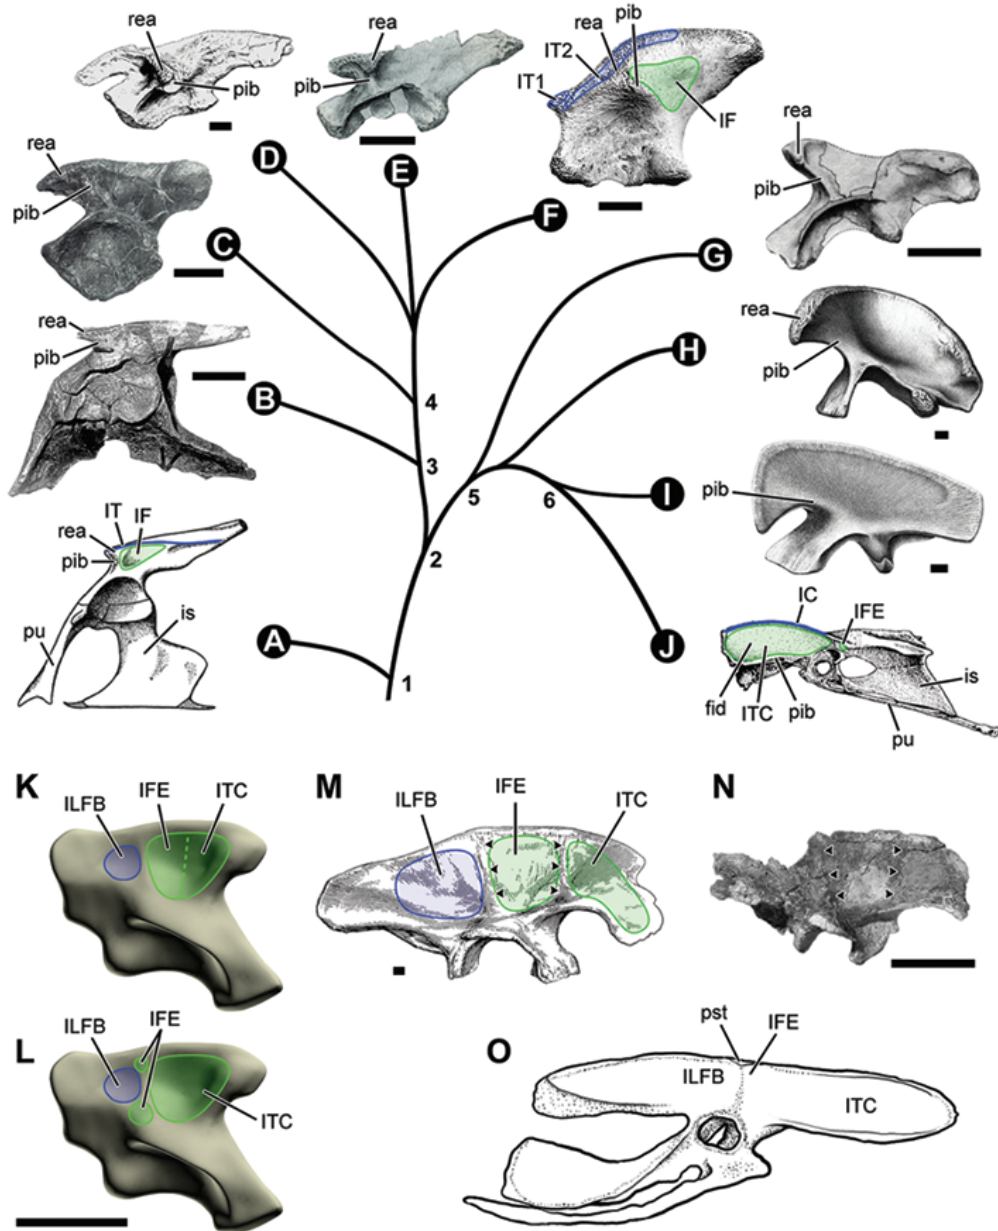 rea
pib
rea
pib
rea
pib
IT2
IT1
IF
rea
pib
rea
pib
D
E
F
C
G
rea
pib
rea
pib
H
B
4
3
5
6
I
2
pib
IT
IF
rea
pib
pu
is
A
1
J
IC
IFE
fid
ITC
pib
is
pu
K
ILFB
IFE
ITC
M
ILFB
IFE
ITC
N
L
ILFB
IFE
ITC
O
pst
IFE
ILFB
ITC